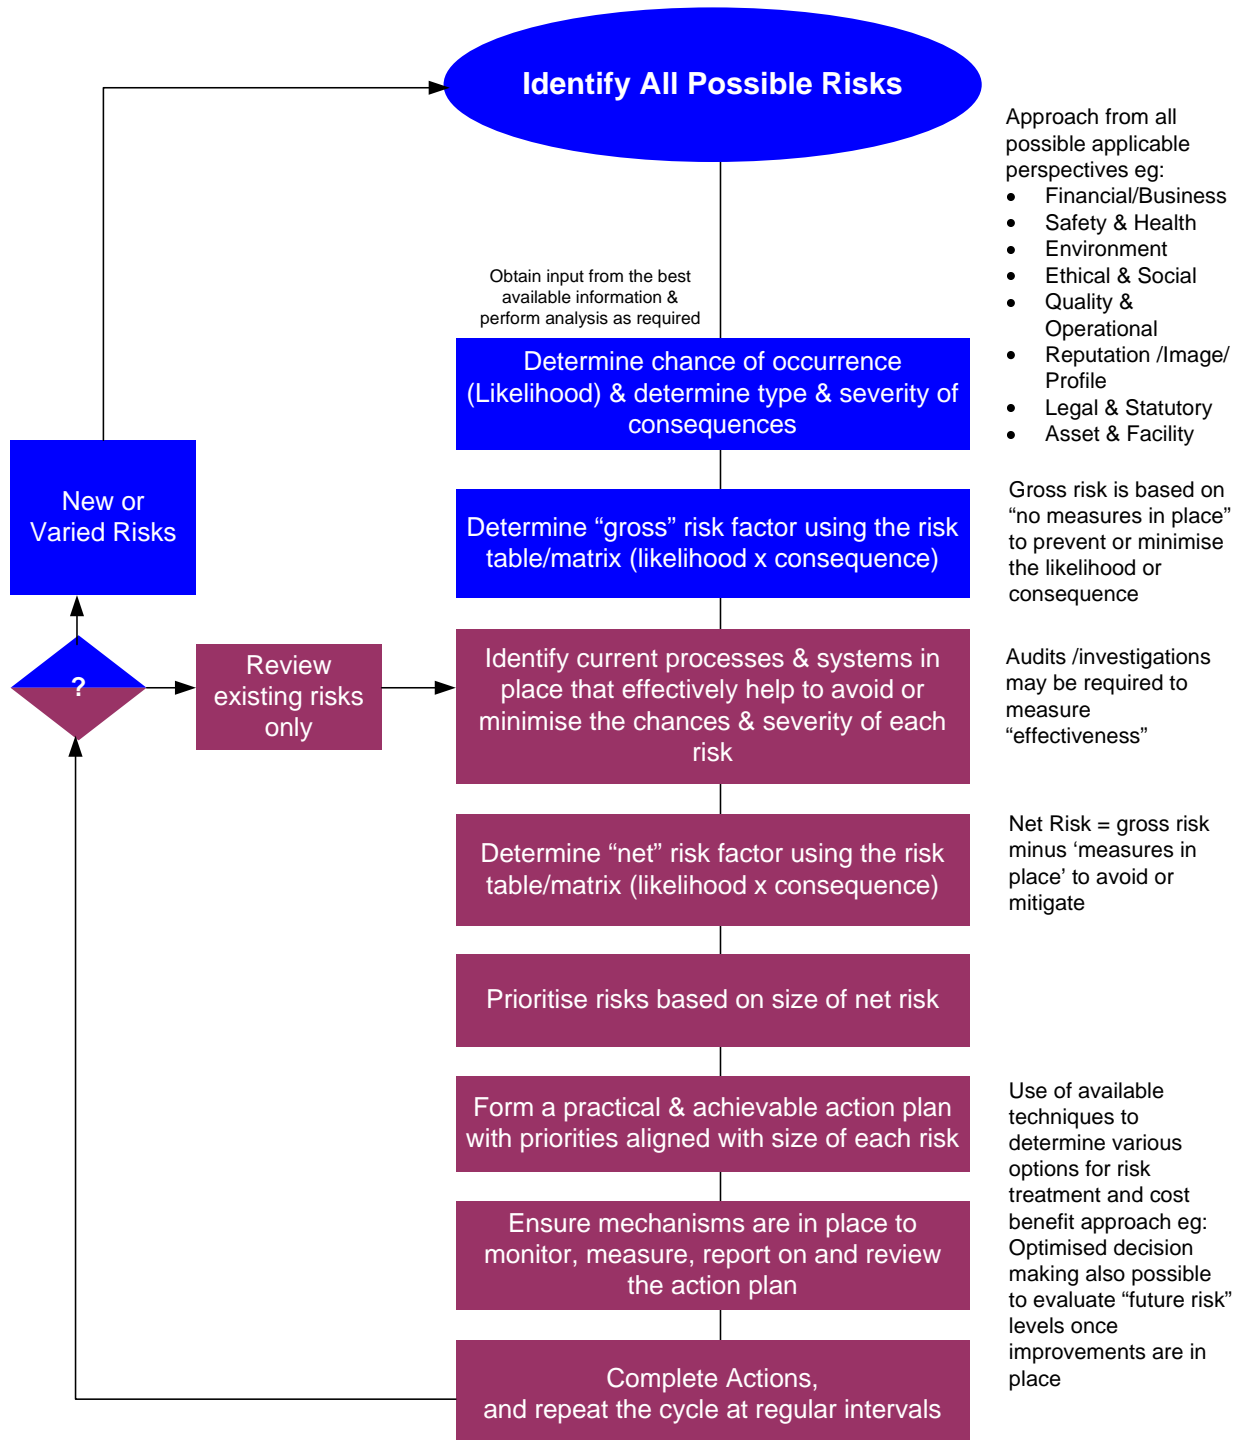 Identify All Possible Risks
Approach from all
possible applicable
perspectives eg:
• Financial/Business
• Safety & Health
• Environment
• Ethical & Social
• Quality &
Operational
• Reputation /Image/
Profile
• Legal & Statutory
• Asset & Facility
Obtain input from the best
available information &
perform analysis as required
Determine chance of occurrence
(Likelihood) & determine type & severity of
consequences
New or
Varied Risks
Determine “gross” risk factor using the risk
table/matrix (likelihood x consequence)
Gross risk is based on
“no measures in place”
to prevent or minimise
the likelihood or
consequence
?
Review
existing risks
only
Identify current processes & systems in
place that effectively help to avoid or
minimise the chances & severity of each
risk
Audits /investigations
may be required to
measure
“effectiveness”
Determine “net” risk factor using the risk
table/matrix (likelihood x consequence)
Net Risk = gross risk
minus ‘measures in
place’ to avoid or
mitigate
Prioritise risks based on size of net risk
Form a practical & achievable action plan
with priorities aligned with size of each risk
Use of available
techniques to
determine various
options for risk
treatment and cost
benefit approach eg:
Optimised decision
making also possible
to evaluate “future risk”
levels once
improvements are in
place
Ensure mechanisms are in place to
monitor, measure, report on and review
the action plan
Complete Actions,
and repeat the cycle at regular intervals